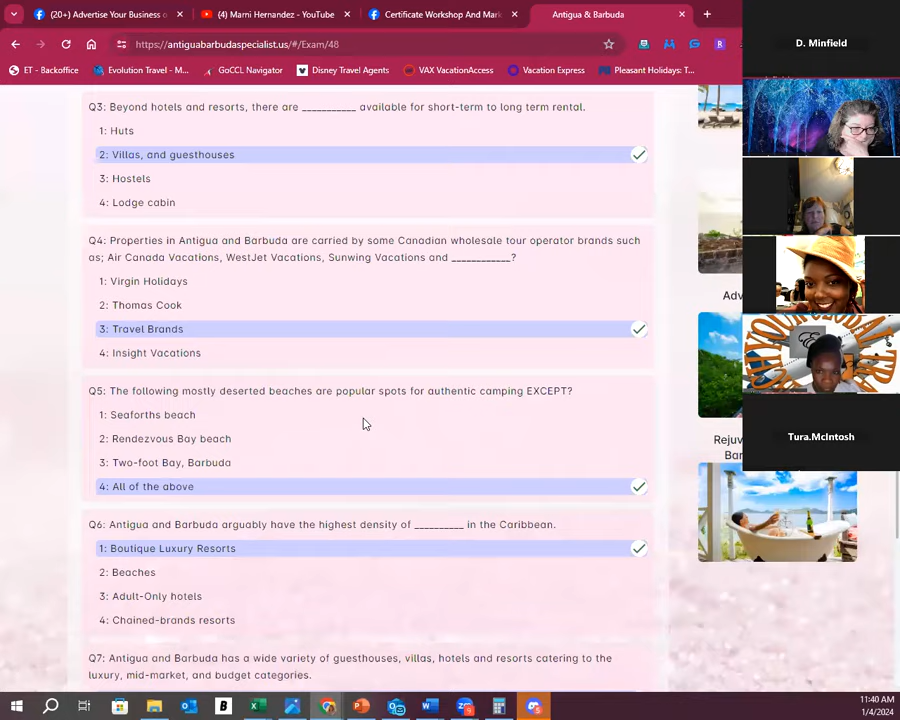 (20+) Advertise Your Business o
(4) Marni Hernandez - YouTube
Certificate Workshop And Mark
Antigua & Barbuda
https://antiguabarbudaspecialist.us/#/Exam/48
ET - Backoffice
Evolution Travel - M...
GoCCL Navigator
Disney Travel Agents
VAX VacationAccess
Vacation Express
Pleasant Holidays: T...
Q3: Beyond hotels and resorts, there are ___________ available for short-term to long term rental.
1: Huts
2: Villas, and guesthouses
3: Hostels
4: Lodge cabin
Q4: Properties in Antigua and Barbuda are carried by some Canadian wholesale tour operator brands such
as; Air Canada Vacations, WestJet Vacations, Sunwing Vacations and ____________?
1: Virgin Holidays
2: Thomas Cook
3: Travel Brands
4: Insight Vacations
Q5: The following mostly deserted beaches are popular spots for authentic camping EXCEPT?
1: Seaforths beach
2: Rendezvous Bay beach
3: Two-foot Bay, Barbuda
4: All of the above
Q6: Antigua and Barbuda arguably have the highest density of __________ in the Caribbean.
1: Boutique Luxury Resorts
2: Beaches
3: Adult-Only hotels
4: Chained-brands resorts
Q7: Antigua and Barbuda has a wide variety of guesthouses, villas, hotels and resorts catering to the
luxury, mid-market, and budget categories.
Adv
Rejuv
Bar
D. Minfield
Tura.McIntosh
11:40 AM
1/4/2024